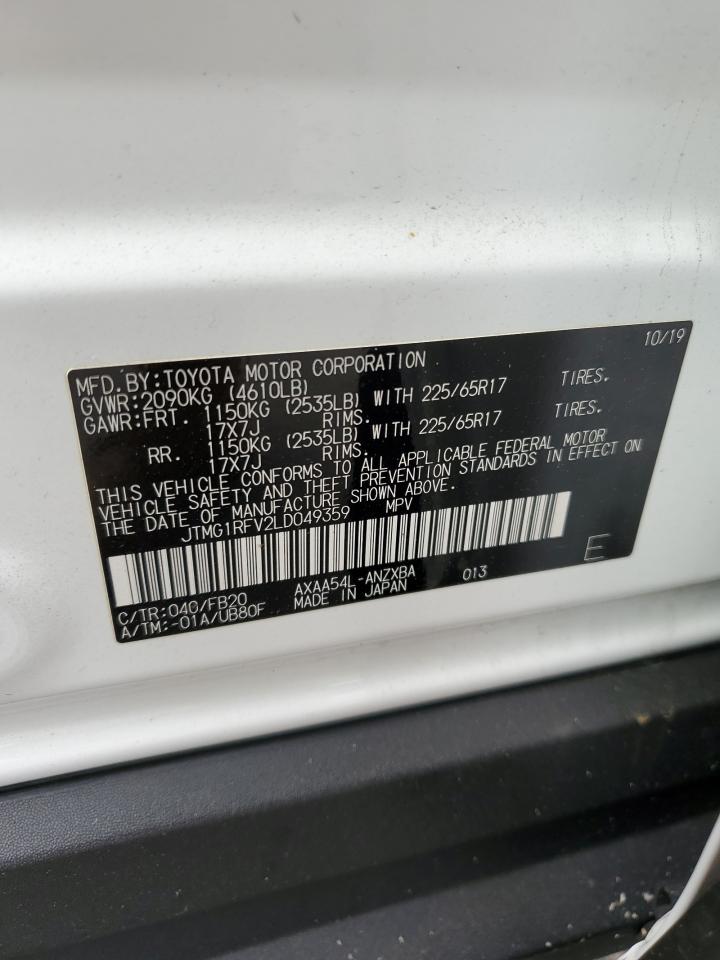 10/19
MFD.BY:TOYOTA MOTOR CORPORATION
GVWR:2090KG (4610LB)
GAWR:FRT. 1150KG (2535LB) WITH 225/65R17 TIRES.
17X7J RIMS.
RR. 1150KG (2535LB) WITH 225/65R17 TIRES.
17X7J RIMS.
THIS VEHICLE CONFORMS TO ALL APPLICABLE FEDERAL MOTOR
VEHICLE SAFETY AND THEFT PREVENTION STANDARDS IN EFFECT ON
THE DATE OF MANUFACTURE SHOWN ABOVE.
JTMG1RFV2LD049359 MPV
E
C/TR:040/FB20 AXAA54L-ANZXBA 013
A/TM:-01A/UB80F MADE IN JAPAN